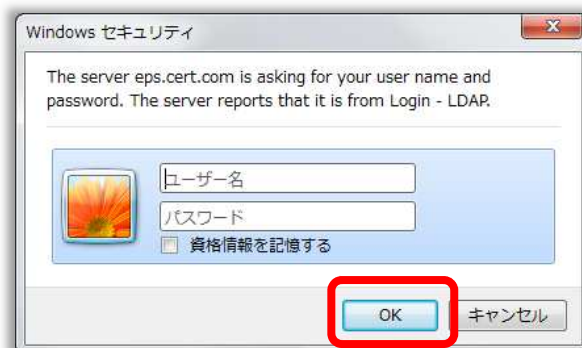 Windows セキュリティ
The server eps.cert.com is asking for your user name and
password. The server reports that it is from Login - LDAP.
ユーザー名
パスワード
資格情報を記憶する
OK キャンセル